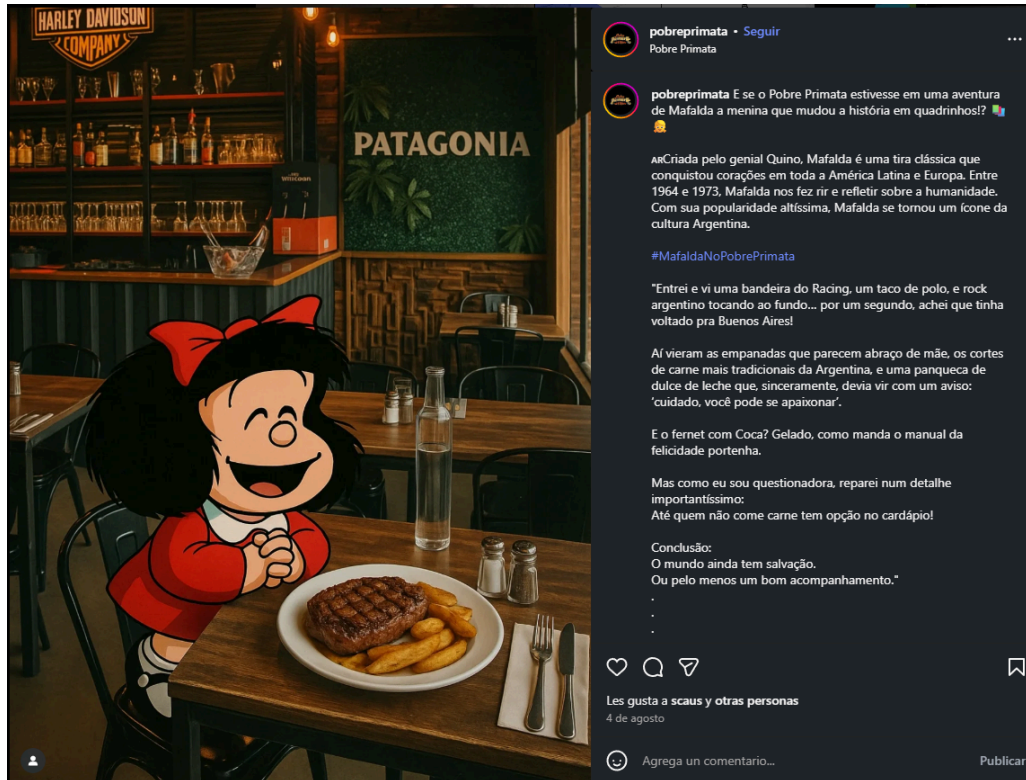 HARLEY DAVIDSON
COMPANY
PATAGONIA
pobreprimata • Seguir
Pobre Primata
pobreprimata E se o Pobre Primata estivesse em uma aventura
de Mafalda a menina que mudou a história em quadrinhos!?
ARCriada pelo genial Quino, Mafalda é uma tira clássica que
conquistou corações em toda a América Latina e Europa. Entre
1964 e 1973, Mafalda nos fez rir e refletir sobre a humanidade.
Com sua popularidade altíssima, Mafalda se tornou um ícone da
cultura Argentina.
#MafaldaNoPobrePrimata
"Entrei e vi uma bandeira do Racing, um taco de polo, e rock
argentino tocando ao fundo... por um segundo, achei que tinha
voltado pra Buenos Aires!
Aí vieram as empanadas que parecem abraço de mãe, os cortes
de carne mais tradicionais da Argentina, e uma panqueca de
dulce de leche que, sinceramente, devia vir com um aviso:
‘cuidado, você pode se apaixonar’.
E o fernet com Coca? Gelado, como manda o manual da
felicidade portenha.
Mas como eu sou questionadora, reparei num detalhe
importantíssimo:
Até quem não come carne tem opção no cardápio!
Conclusão:
O mundo ainda tem salvação.
Ou pelo menos um bom acompanhamento."
.
.
.
Les gusta a scaus y otras personas
4 de agosto
Agrega un comentario...
Publicar